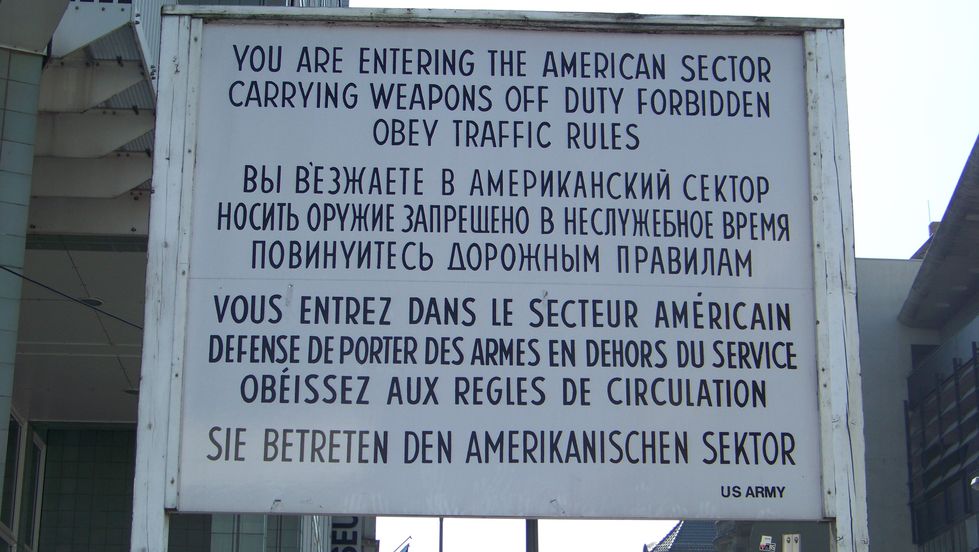 YOU ARE ENTERING THE AMERICAN SECTOR
CARRYING WEAPONS OFF DUTY FORBIDDEN
OBEY TRAFFIC RULES
ВЫ В'ЕЗЖАЕТЕ В АМЕРИКАНСКИЙ СЕКТОР
НОСИТЬ ОРУЖИЕ ЗАПРЕЩЕНО В НЕСЛУЖЕБНОЕ ВРЕМЯ
ПОВИНУИТЕСЬ ДОРОЖНЫМ ПРАВИЛАМ
VOUS ENTREZ DANS LE SECTEUR AMÉRICAIN
DEFENSE DE PORTER DES ARMES EN DEHORS DU SERVICE
OBÉISSEZ AUX REGLES DE CIRCULATION
SIE BETRETEN DEN AMERIKANISCHEN SEKTOR
US ARMY